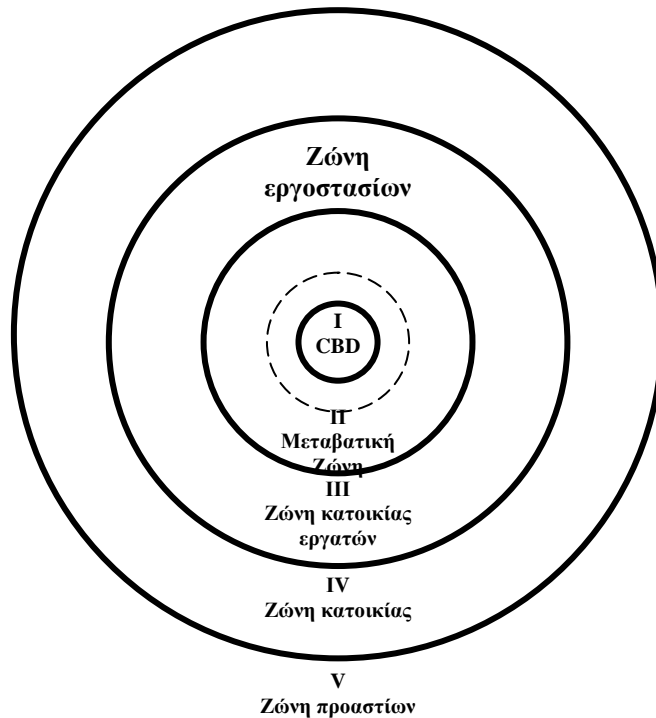 Ζώνη
εργοστασίων
I
CBD
II
Μεταβατική
Ζώνη
III
Ζώνη κατοικίας
εργατών
IV
Ζώνη κατοικίας
V
Ζώνη προαστίων